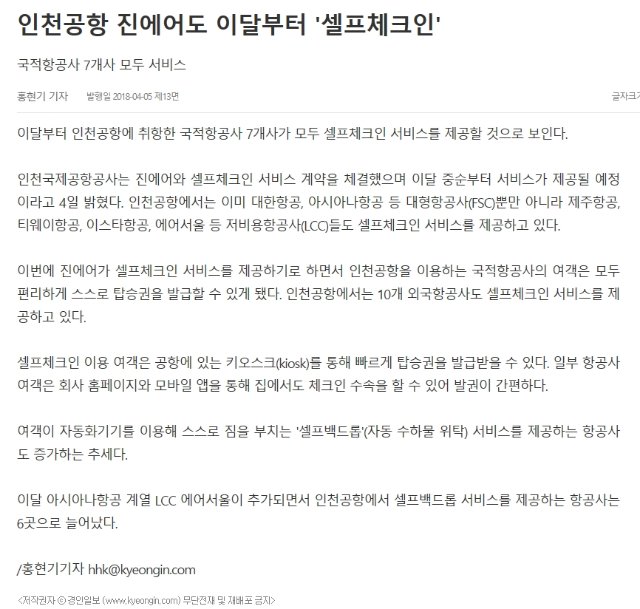 인천공항 진에어도 이달부터 '셀프체크인'
국적항공사 7개사 모두 서비스
홍현기 기자 발행일 2018-04-05 제13면
글자크기
이달부터 인천공항에 취항한 국적항공사 7개사가 모두 셀프체크인 서비스를 제공할 것으로 보인다.
인천국제공항공사는 진에어와 셀프체크인 서비스 계약을 체결했으며 이달 중순부터 서비스가 제공될 예정
이라고 4일 밝혔다. 인천공항에서는 이미 대한항공, 아시아나항공 등 대형항공사(FSC)뿐만 아니라 제주항공,
티웨이항공, 이스타항공, 에어서울 등 저비용항공사(LCC)들도 셀프체크인 서비스를 제공하고 있다.
이번에 진에어가 셀프체크인 서비스를 제공하기로 하면서 인천공항을 이용하는 국적항공사의 여객은 모두
편리하게 스스로 탑승권을 발급할 수 있게 됐다. 인천공항에서는 10개 외국항공사도 셀프체크인 서비스를 제
공하고 있다.
셀프체크인 이용 여객은 공항에 있는 키오스크(kiosk)를 통해 빠르게 탑승권을 발급받을 수 있다. 일부 항공사
여객은 회사 홈페이지와 모바일 앱을 통해 집에서도 체크인 수속을 할 수 있어 발권이 간편하다.
여객이 자동화기기를 이용해 스스로 짐을 부치는 '셀프백드롭'(자동 수하물 위탁) 서비스를 제공하는 항공사
도 증가하는 추세다.
이달 아시아나항공 계열 LCC 에어서울이 추가되면서 인천공항에서 셀프백드롭 서비스를 제공하는 항공사는
6곳으로 늘어났다.
/홍현기기자 hhk@kyeongin.com
<저작권자 ⓒ 경인일보 (www.kyeongin.com) 무단전재 및 재배포 금지>